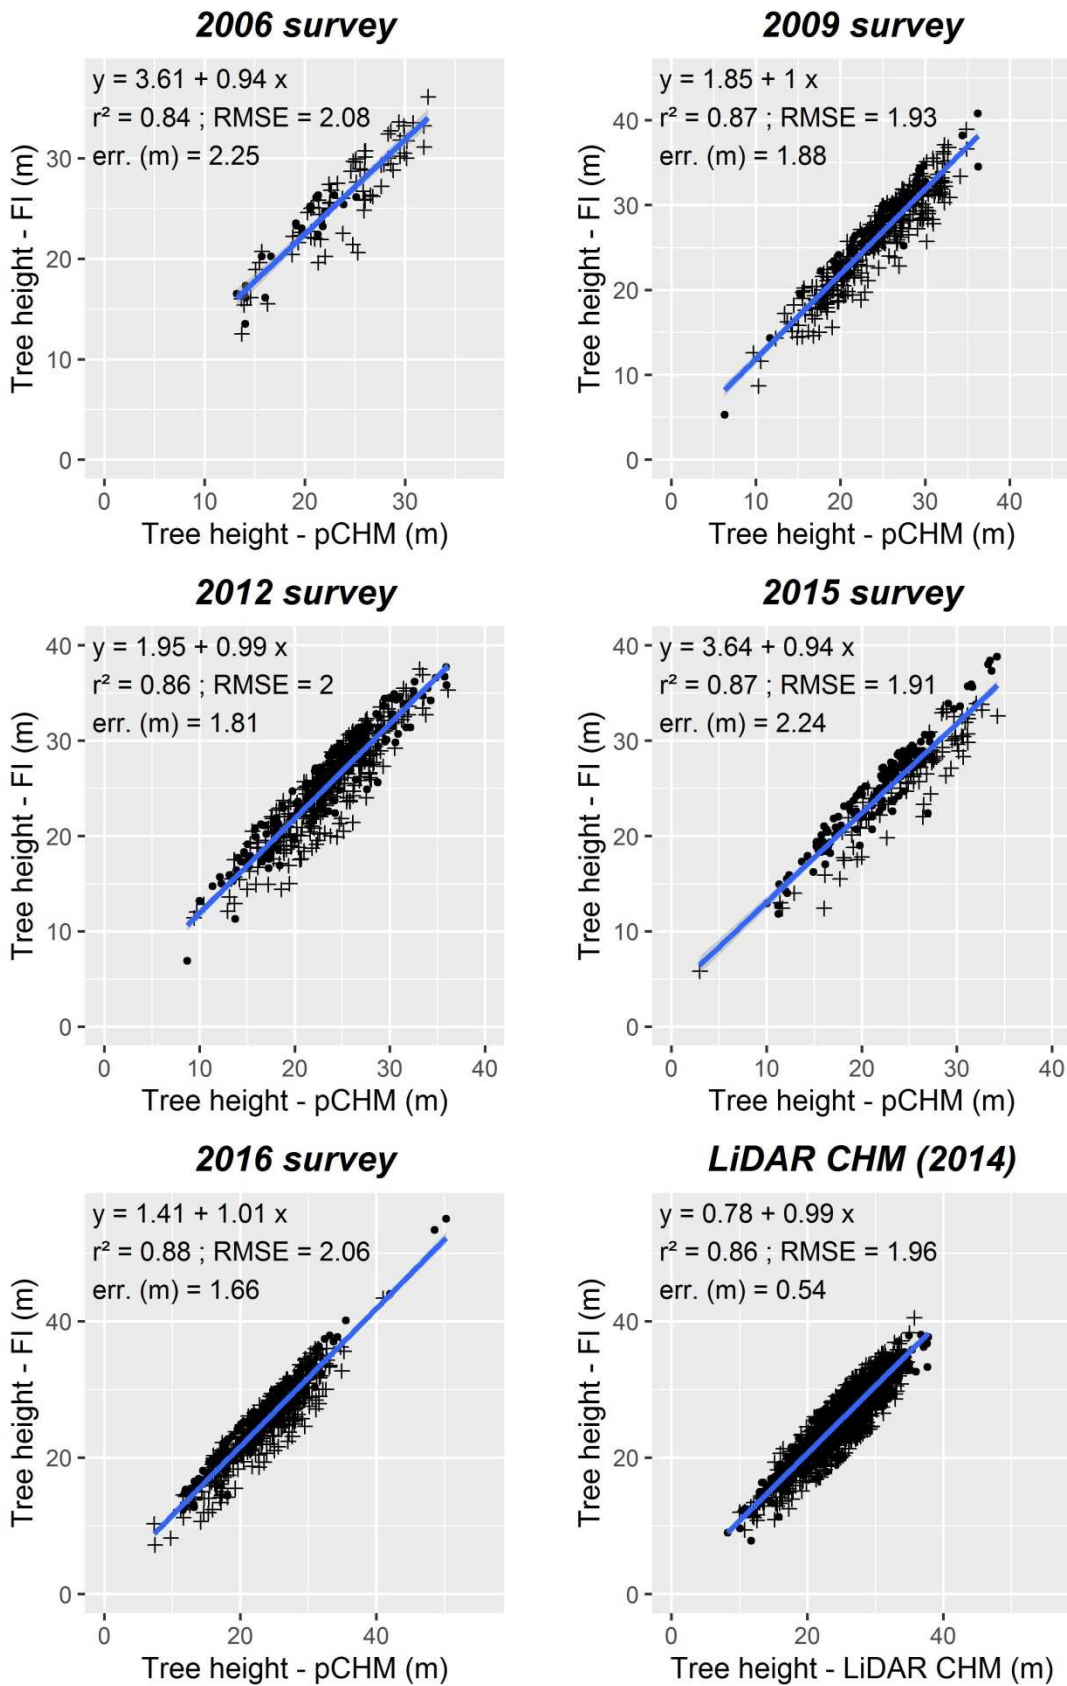 2006 survey
y = 3.61 + 0.94 x
r² = 0.84 ; RMSE = 2.08
err. (m) = 2.25
30
20
10
0
Tree height - FI (m)
0 10 20 30
Tree height - pCHM (m)
2009 survey
y = 1.85 + 1 x
r² = 0.87 ; RMSE = 1.93
err. (m) = 1.88
40
30
20
10
0
Tree height - FI (m)
0 10 20 30 40
Tree height - pCHM (m)
2012 survey
y = 1.95 + 0.99 x
r² = 0.86 ; RMSE = 2
err. (m) = 1.81
40
30
20
10
0
Tree height - FI (m)
0 10 20 30 40
Tree height - pCHM (m)
2015 survey
y = 3.64 + 0.94 x
r² = 0.87 ; RMSE = 1.91
err. (m) = 2.24
40
30
20
10
0
Tree height - FI (m)
0 10 20 30 40
Tree height - pCHM (m)
2016 survey
y = 1.41 + 1.01 x
r² = 0.88 ; RMSE = 2.06
err. (m) = 1.66
40
20
0
Tree height - FI (m)
0 20 40
Tree height - pCHM (m)
LiDAR CHM (2014)
y = 0.78 + 0.99 x
r² = 0.86 ; RMSE = 1.96
err. (m) = 0.54
40
20
0
Tree height - FI (m)
0 20 40
Tree height - LiDAR CHM (m)